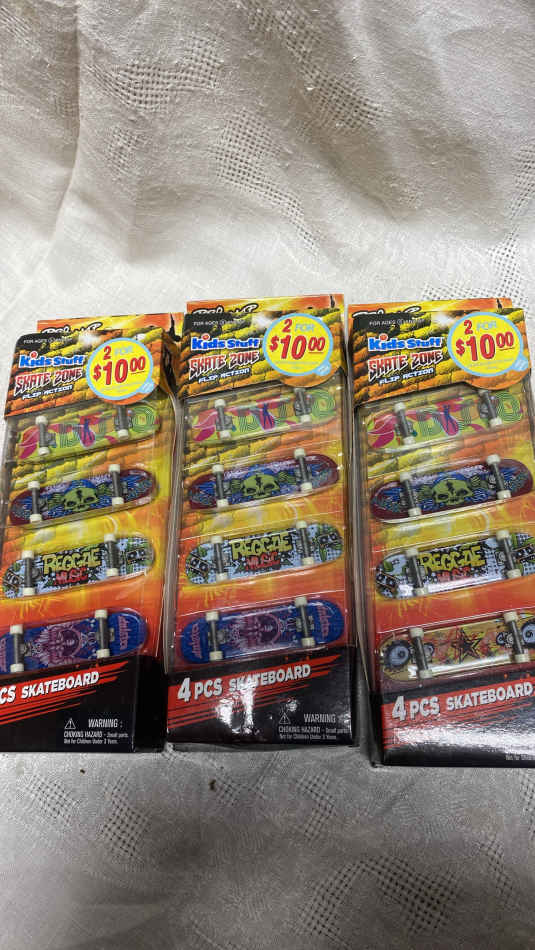 FOR AGES
Kids Stuff
SKATE ZONE
FLIP ACTION
2 FOR
$10.00
REGGAE
MUSIC
PCS SKATEBOARD
WARNING :
CHOKING HAZARD - Small parts
Not for Children Under 3 Years.
FOR AGES
Kids Stuff
SKATE ZONE
FLIP ACTION
2 FOR
$10.00
REGGAE
MUSIC
4 PCS SKATEBOARD
WARNING :
CHOKING HAZARD - Small parts
Not for Children Under 3 Years.
FOR AGES
Kids Stuff
SKATE ZONE
FLIP ACTION
2 FOR
$10.00
REGGAE
MUSIC
4 PCS SKATEBOARD